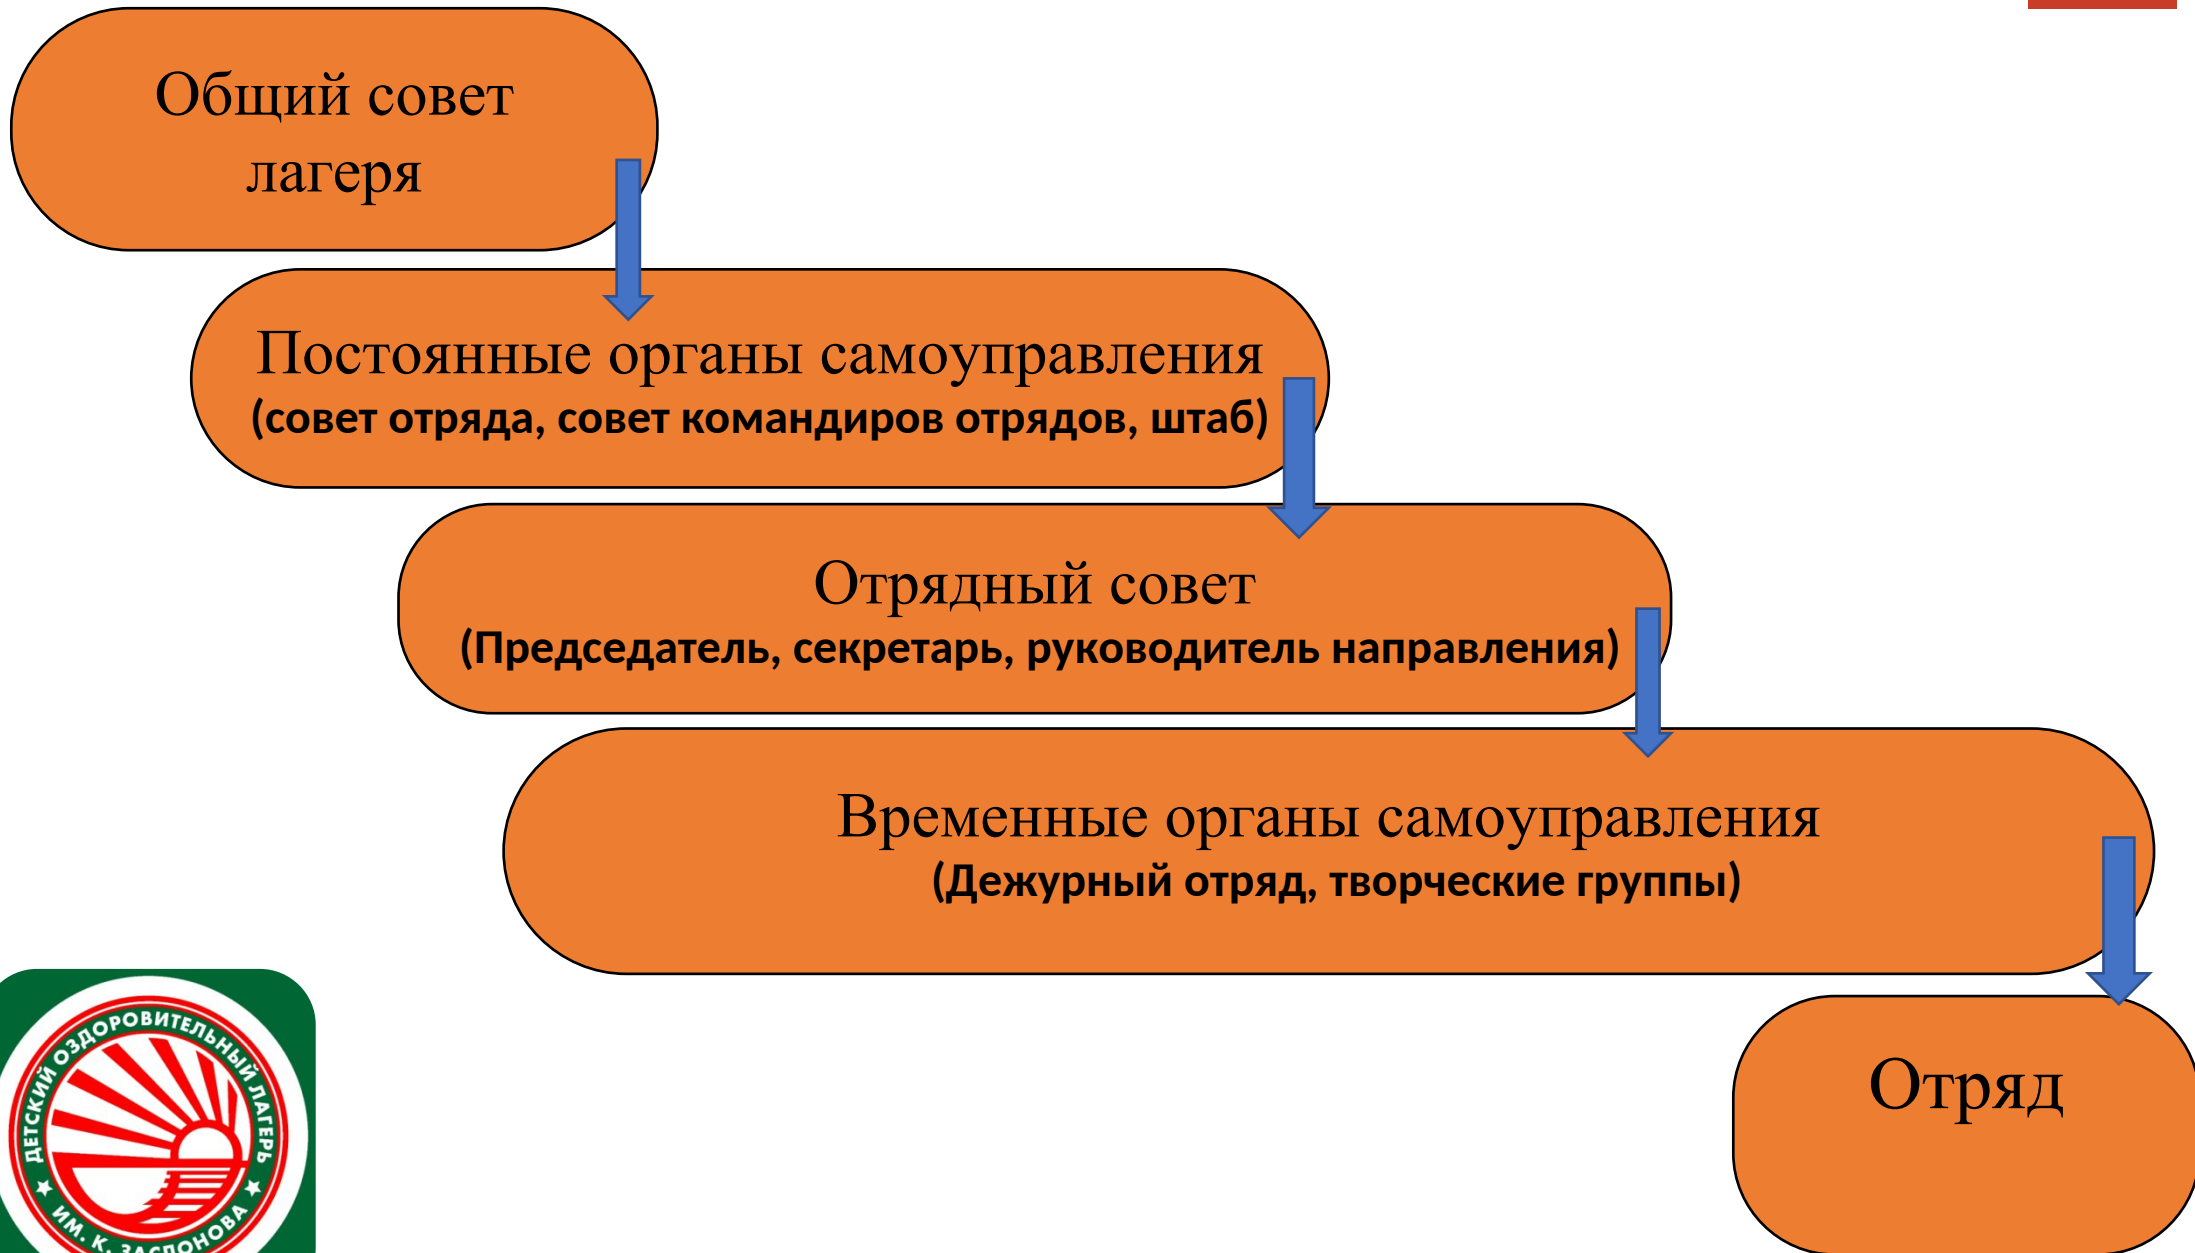 Общий совет
лагеря
Постоянные органы самоуправления
(совет отряда, совет командиров отрядов, штаб)
Отрядный совет
(Председатель, секретарь, руководитель направления)
Временные органы самоуправления
(Дежурный отряд, творческие группы)
Отряд
ДЕТСКИЙ ОЗДОРОВИТЕЛЬНЫЙ ЛАГЕРЬ
ИМ. К. ЗАСЛОНОВА